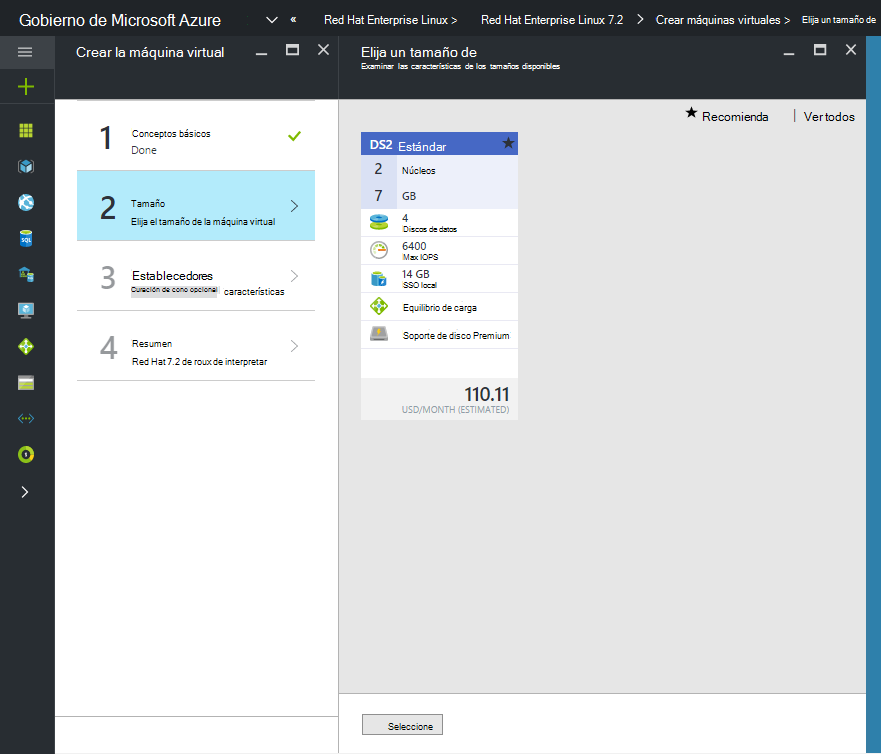 Gobierno de Microsoft Azure
«
Red Hat Enterprise Linux >
Red Hat Enterprise Linux 7.2 >
Crear máquinas virtuales >
Elija un tamaño de
Crear la máquina virtual
1
Conceptos básicos
Done
2
Tamaño
Elija el tamaño de la máquina virtual
3
Establecedores
Curación de cono opcional características
4
Resumen
Red Hat 7.2 de roux de interpretar
Elija un tamaño de
Examinar las características de los tamaños disponibles
★ Recomienda | Ver todos
DS2 Estándar ★
2 Núcleos
7 GB
4
Discos de datos
6400
Max IOPS
14 GB
SSO local
Equilibrio de carga
Soporte de disco Premium
110.11
USD/MONTH (ESTIMATED)
Seleccione
SQL